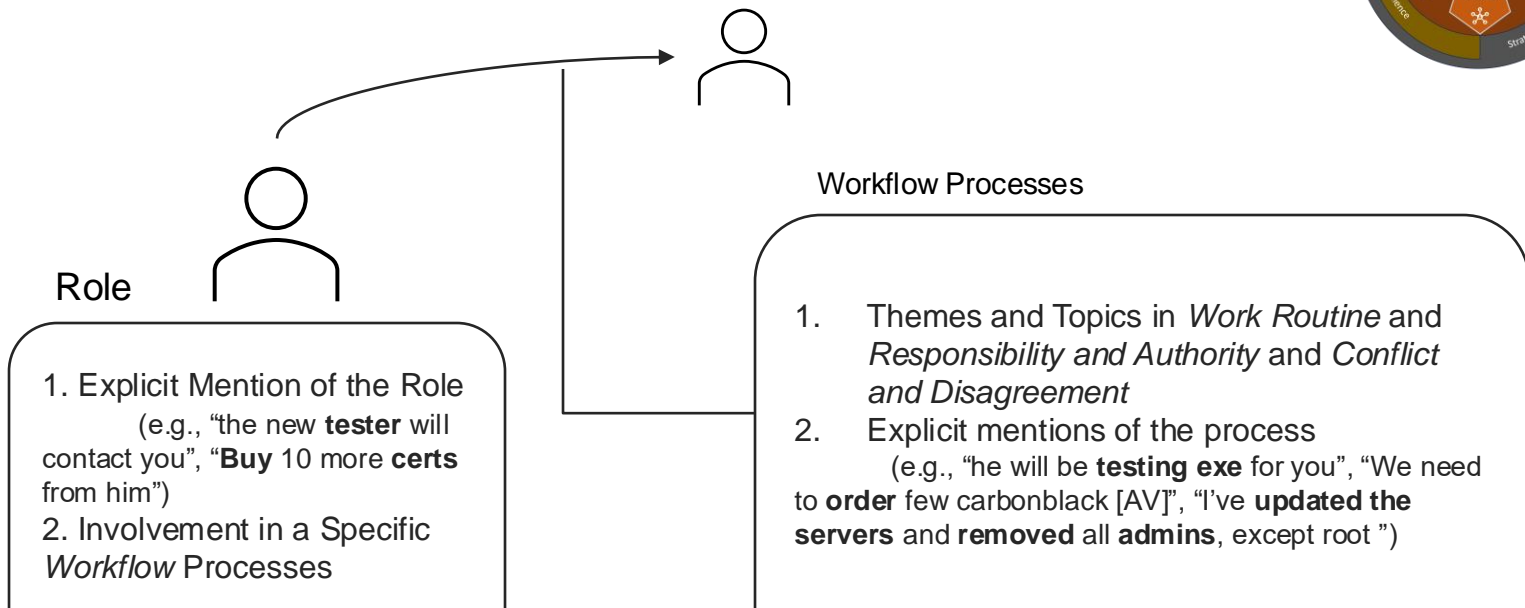 Workflow Processes
Role
1. Explicit Mention of the Role
(e.g., “the new tester will
contact you”, “Buy 10 more certs
from him”)
2. Involvement in a Specific
Workflow Processes
1. Themes and Topics in Work Routine and
Responsibility and Authority and Conflict
and Disagreement
2. Explicit mentions of the process
(e.g., “he will be testing exe for you”, “We need
to order few carbonblack [AV]”, “I’ve updated the
servers and removed all admins, except root ”)